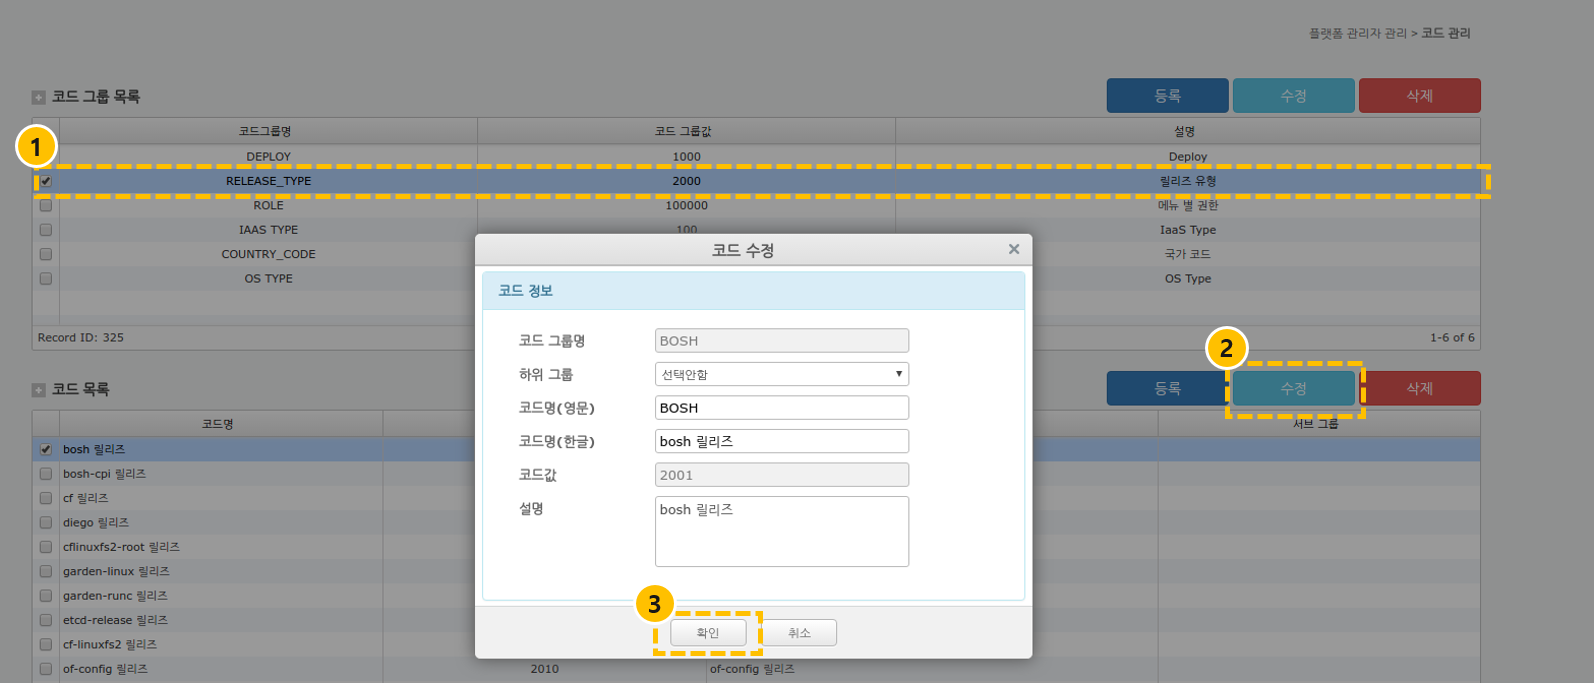 플랫폼 관리자 관리 > 코드 관리
코드 그룹 목록
등록 수정 삭제
1
코드그룹명 코드 그룹값 설명
DEPLOY 1000 Deploy
RELEASE_TYPE 2000 릴리즈 유형
ROLE 100000 메뉴 별 권한
IAAS TYPE 100 IaaS Type
COUNTRY_CODE 국가 코드
OS TYPE OS Type
Record ID: 325 1-6 of 6
코드 수정
코드 정보
코드 그룹명 BOSH
하위 그룹 선택안함
코드명(영문) BOSH
코드명(한글) bosh 릴리즈
코드값 2001
설명 bosh 릴리즈
3
확인 취소
2
코드 목록
등록 수정 삭제
코드명 서브 그룹
bosh 릴리즈
bosh-cpi 릴리즈
cf 릴리즈
diego 릴리즈
cflinuxfs2-root 릴리즈
garden-linux 릴리즈
garden-runc 릴리즈
etcd-release 릴리즈
cf-linuxfs2 릴리즈
of-config 릴리즈 2010 of-config 릴리즈